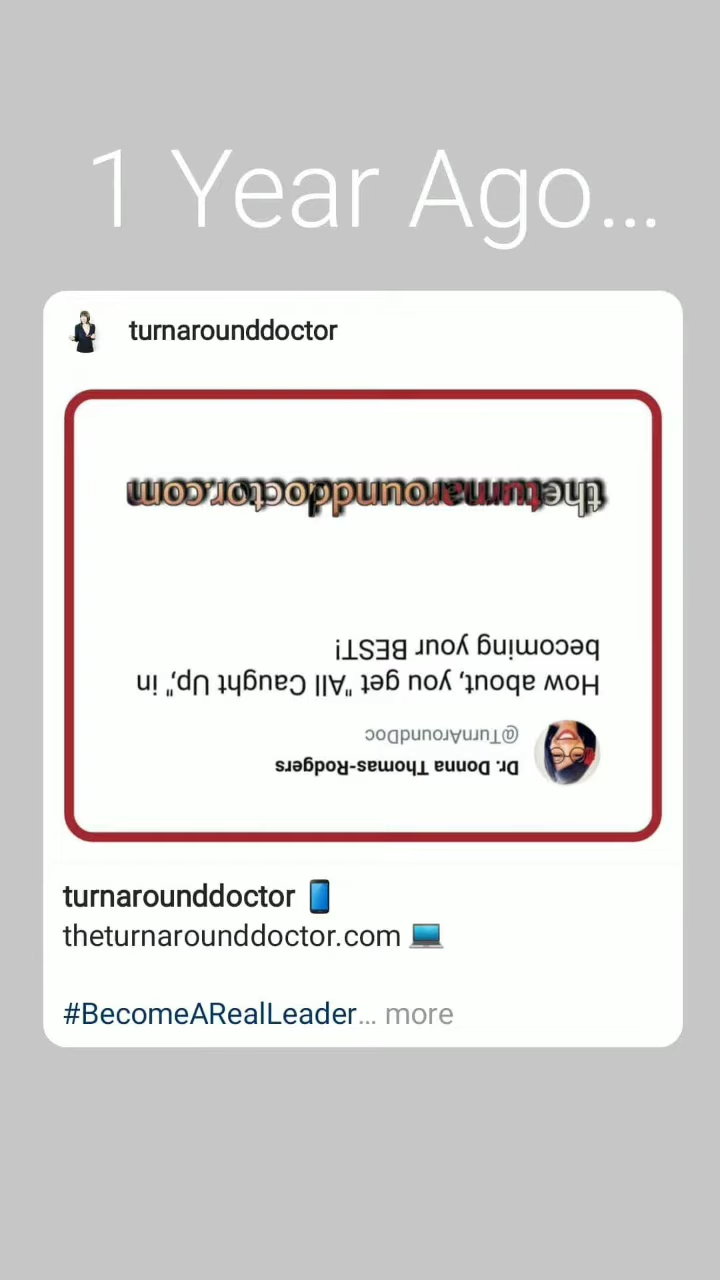 1 Year Ago...
turnarounddoctor
Dr. Donna Thomas-Rodgers
@TurnAroundDoc
How about, you get "All Caught Up," in
becoming your BEST!
theturnarounddoctor.com
turnarounddoctor 📱
theturnarounddoctor.com 💻
#BecomeARealLeader... more